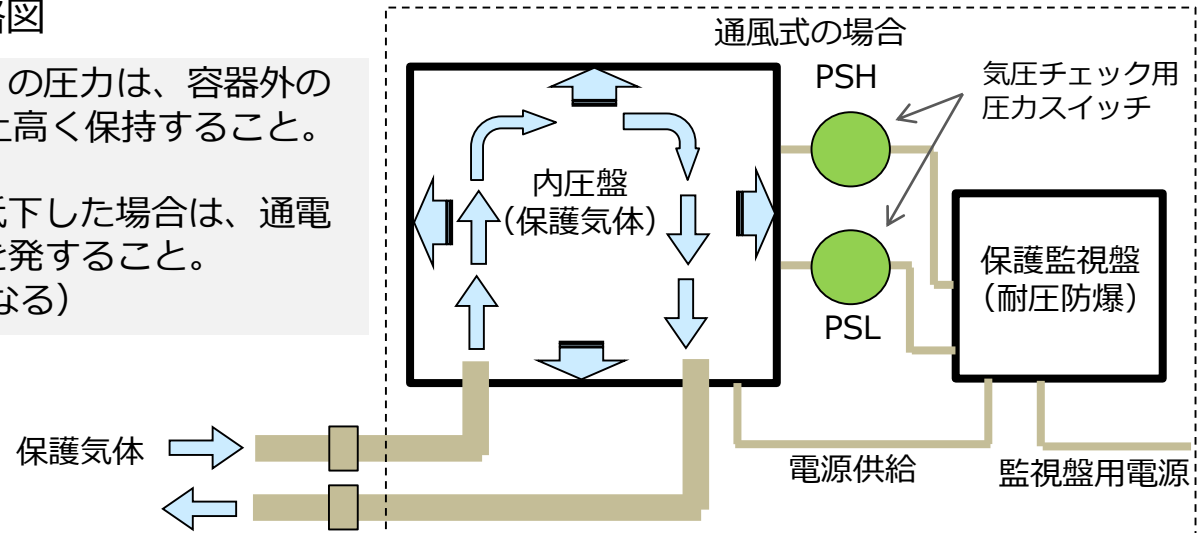 略図
の圧力は、容器外の
上高く保持すること。
低下した場合は、通電
を発すること。
なる）
通風式の場合
PSH
気圧チェック用
圧力スイッチ
内圧盤
（保護気体）
PSL
保護監視盤
（耐圧防爆）
保護気体
電源供給
監視盤用電源